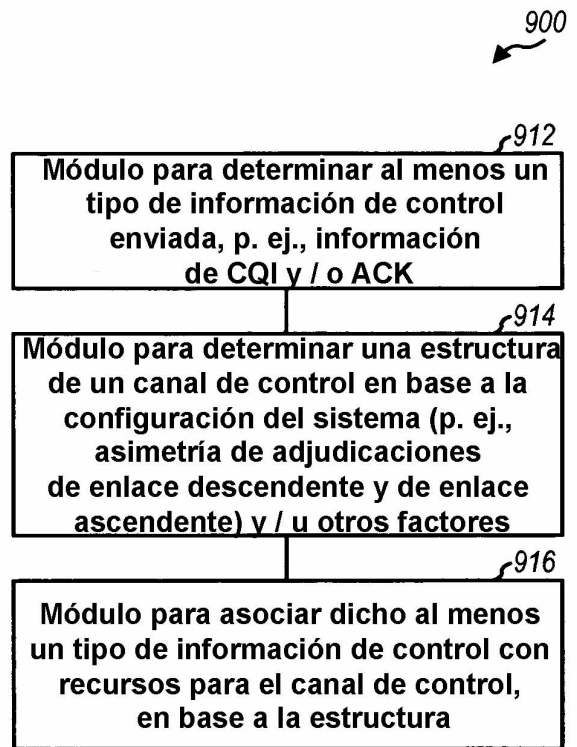 900
912
Módulo para determinar al menos un
tipo de información de control
enviada, p. ej., información
de CQI y / o ACK
914
Módulo para determinar una estructura
de un canal de control en base a la
configuración del sistema (p. ej.,
asimetría de adjudicaciones
de enlace descendente y de enlace
ascendente) y / u otros factores
916
Módulo para asociar dicho al menos
un tipo de información de control con
recursos para el canal de control,
en base a la estructura